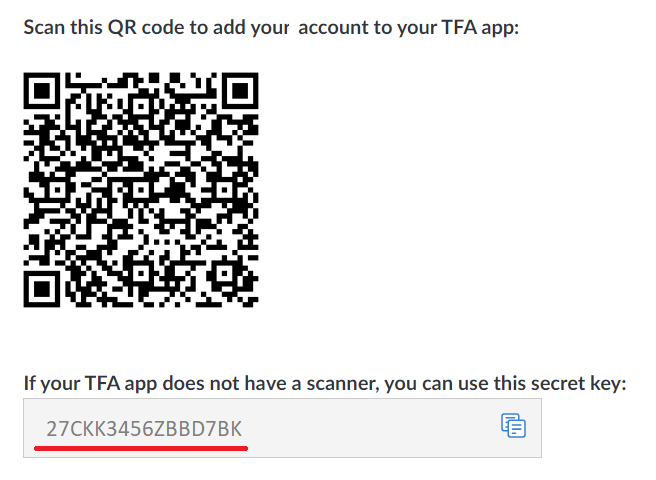 Scan this QR code to add your account to your TFA app:
If your TFA app does not have a scanner, you can use this secret key:
27CKK3456ZBBD7BK